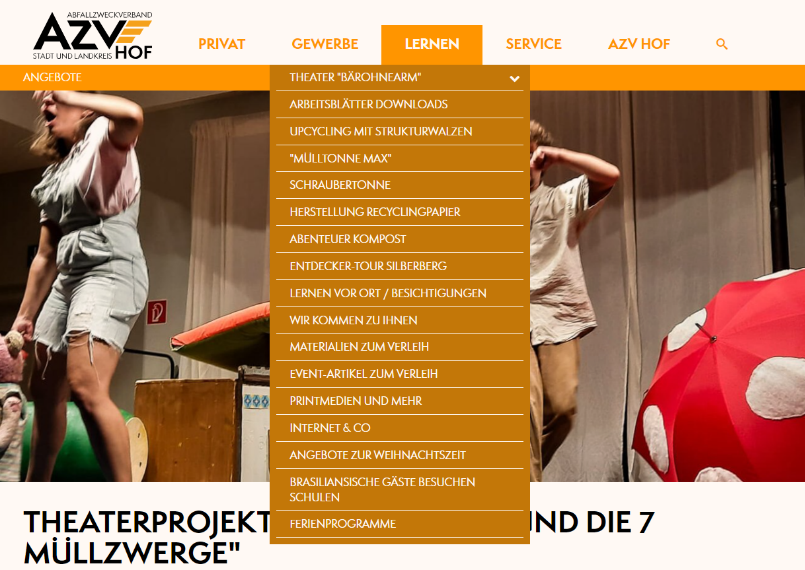 ABFALLZWECKVERBAND
AZV HOF
STADT UND LANDKREIS
PRIVAT GEWERBE LERNEN SERVICE AZV HOF
ANGEBOTE
THEATER "BÄROHNEARM"
ARBEITSBLÄTTER DOWNLOADS
UPCYCLING MIT STRUKTURWALZEN
"MÜLLTONNE MAX"
SCHRAUBERTONNE
HERSTELLUNG RECYCLINGPAPIER
ABENTEUER KOMPOST
ENTDECKER-TOUR SILBERBERG
LERNEN VOR ORT / BESICHTIGUNGEN
WIR KOMMEN ZU IHNEN
MATERIALIEN ZUM VERLEIH
EVENT-ARTIKEL ZUM VERLEIH
PRINTMEDIEN UND MEHR
INTERNET & CO
ANGEBOTE ZUR WEIHNACHTSZEIT
BRASILIANSISCHE GÄSTE BESUCHEN
SCHULEN
FERIENPROGRAMME
THEATERPROJEKT UND DIE 7
MÜLLZWERGE"